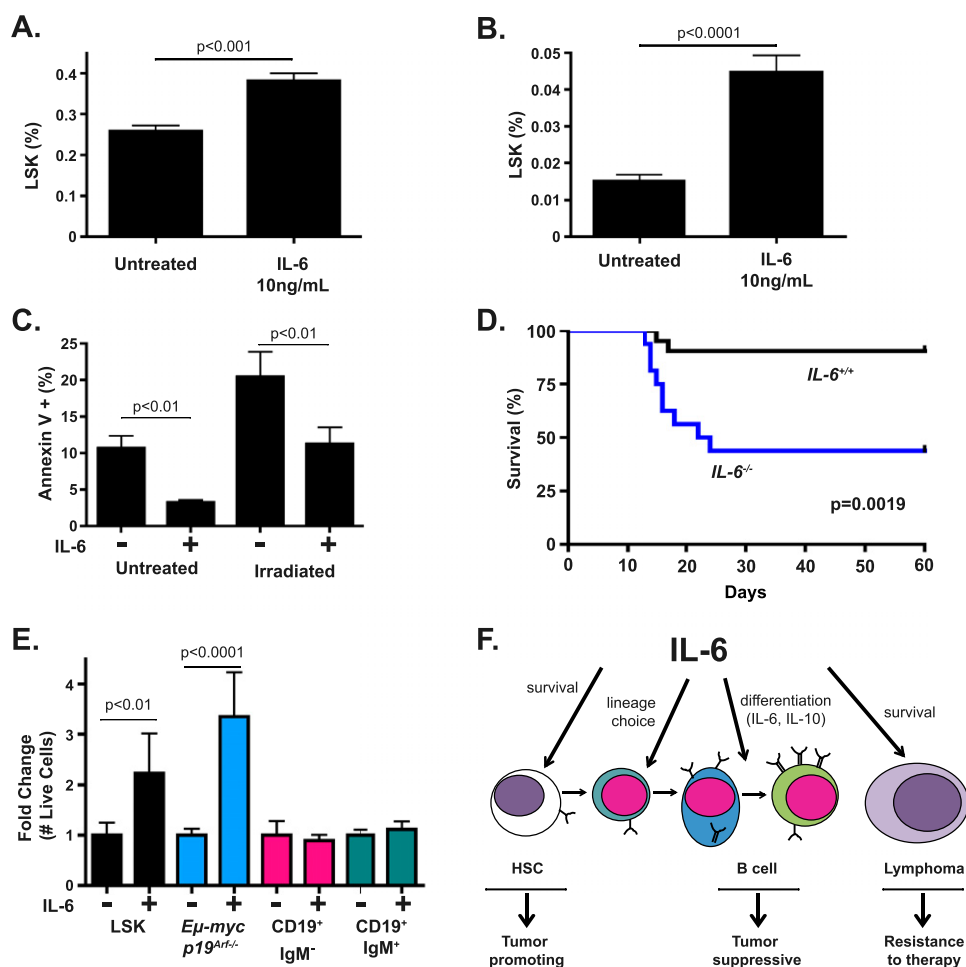 A.
p<0.001
LSK (%)
0.4
0.3
0.2
0.1
0
Untreated
IL-6
10ng/mL
B.
p<0.0001
LSK (%)
0.05
0.04
0.03
0.02
0.01
0
Untreated
IL-6
10ng/mL
C.
p<0.01
p<0.01
Annexin V + (%)
25
20
15
10
5
0
IL-6 - + - +
Untreated Irradiated
D.
Survival (%)
100
75
50
25
0
IL-6+/+
IL-6-/-
p=0.0019
0 10 20 30 40 50 60
Days
E.
p<0.01
p<0.0001
Fold Change
(# Live Cells)
4
3
2
1
0
IL-6 - + - + - + - +
LSK Eμ-myc CD19+ CD19+
p19Arf-/- IgM- IgM+
F.
IL-6
survival
lineage
choice
differentiation
(IL-6, IL-10)
survival
HSC B cell Lymphoma
Tumor
promoting
Tumor
suppressive
Resistance
to therapy